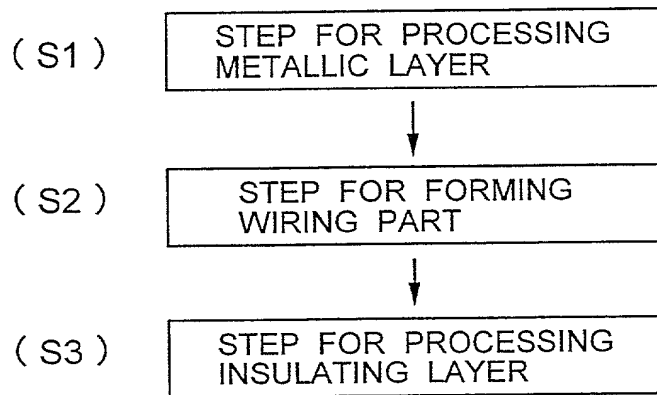 (S1) STEP FOR PROCESSING
METALLIC LAYER
(S2) STEP FOR FORMING
WIRING PART
(S3) STEP FOR PROCESSING
INSULATING LAYER